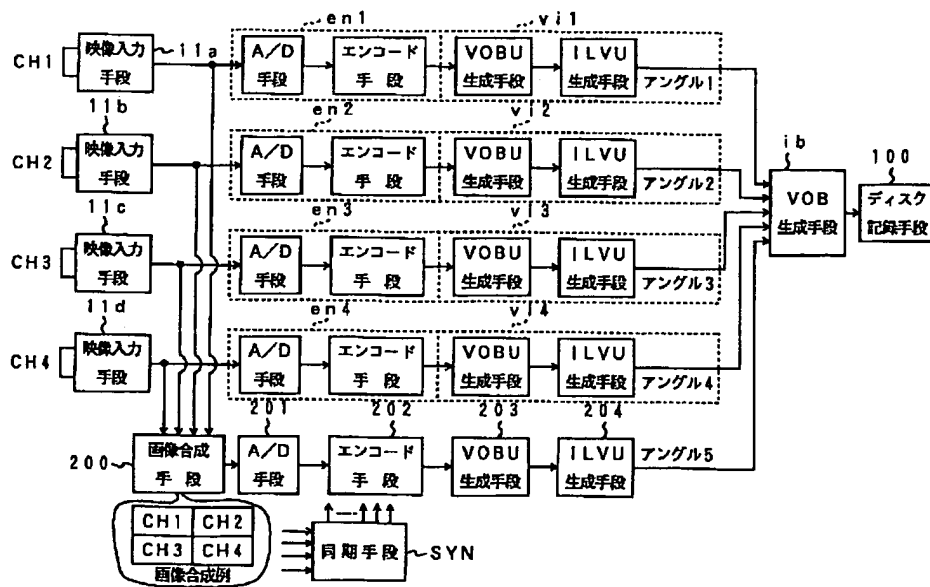 en1
vi1
CH1
映像入力
手段
11a
A/D
手段
エンコード
手段
VOBU
生成手段
ILVU
生成手段
アングル1
11b
en2
vi2
CH2
映像入力
手段
A/D
手段
エンコード
手段
VOBU
生成手段
ILVU
生成手段
アングル2
ib
100
VOB
生成手段
ディスク
記録手段
11c
en3
vi3
CH3
映像入力
手段
A/D
手段
エンコード
手段
VOBU
生成手段
ILVU
生成手段
アングル3
11d
en4
vi4
CH4
映像入力
手段
A/D
手段
エンコード
手段
VOBU
生成手段
ILVU
生成手段
アングル4
201
202
203
204
200
画像合成
手段
A/D
手段
エンコード
手段
VOBU
生成手段
ILVU
生成手段
アングル5
CH1 CH2
CH3 CH4
画像合成例
同期手段
SYN